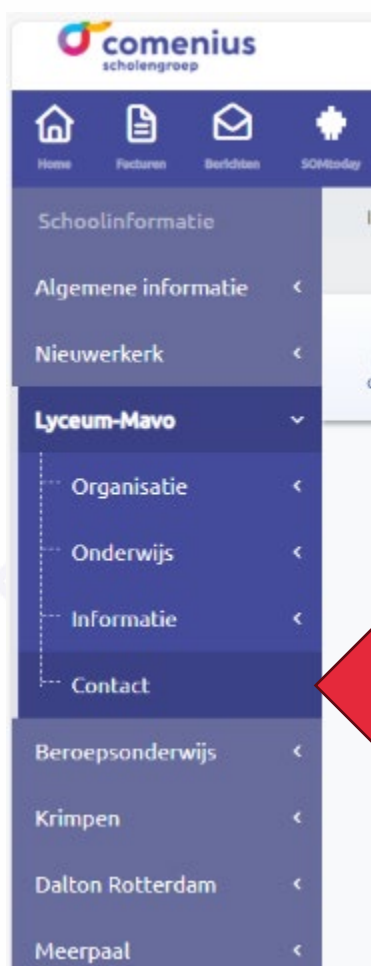 comenius
scholengroep
Home Facturen Berichten SOMtoday
Schoolinformatie
Algemene informatie
Nieuwerkerk
Lyceum-Mavo
Organisatie
Onderwijs
Informatie
Contact
Beroepsonderwijs
Krimpen
Dalton Rotterdam
Meerpaal